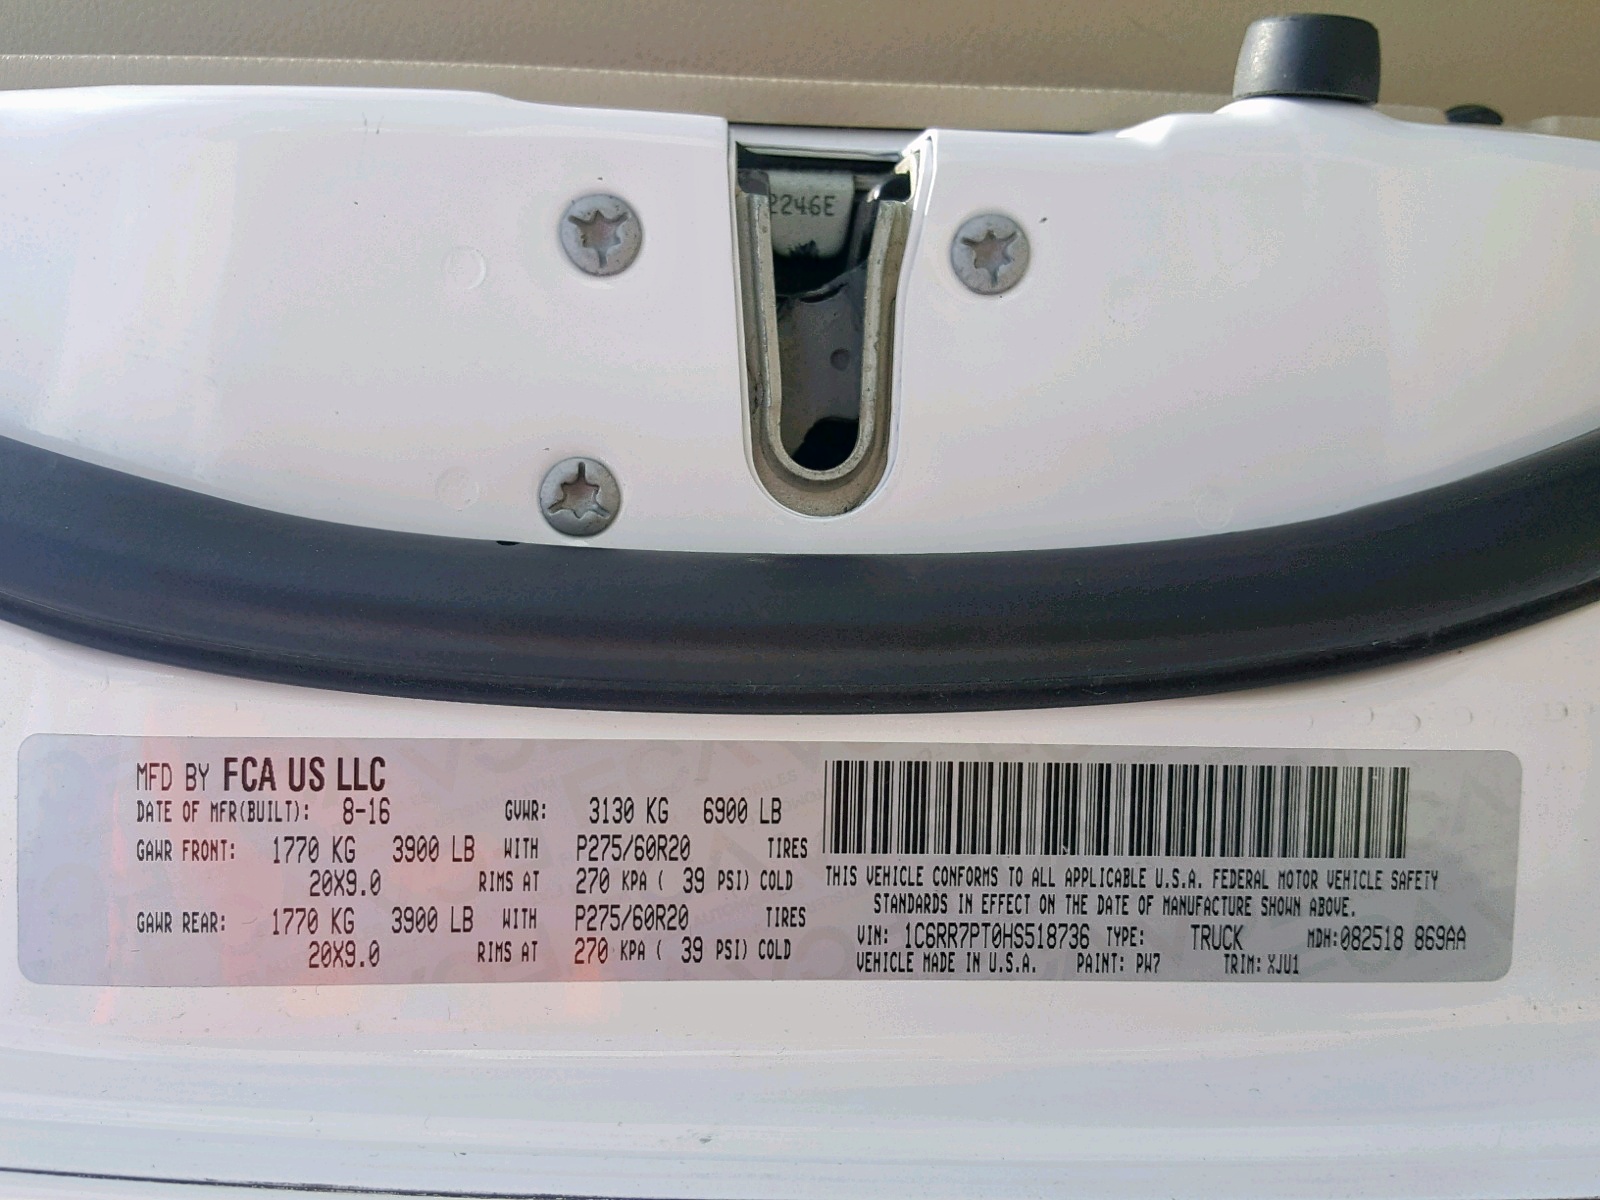 2246E
MFD BY FCA US LLC
DATE OF MFR(BUILT): 8-16 GVWR: 3130 KG 6900 LB
GAWR FRONT: 1770 KG 3900 LB WITH P275/60R20 TIRES
20X9.0 RIMS AT 270 KPA ( 39 PSI) COLD
GAWR REAR: 1770 KG 3900 LB WITH P275/60R20 TIRES
20X9.0 RIMS AT 270 KPA ( 39 PSI) COLD
THIS VEHICLE CONFORMS TO ALL APPLICABLE U.S.A. FEDERAL MOTOR VEHICLE SAFETY
STANDARDS IN EFFECT ON THE DATE OF MANUFACTURE SHOWN ABOVE.
VIN: 1C6RR7PT0HS518736 TYPE: TRUCK MDH:082518 869AA
VEHICLE MADE IN U.S.A. PAINT: PW7 TRIM: XJU1